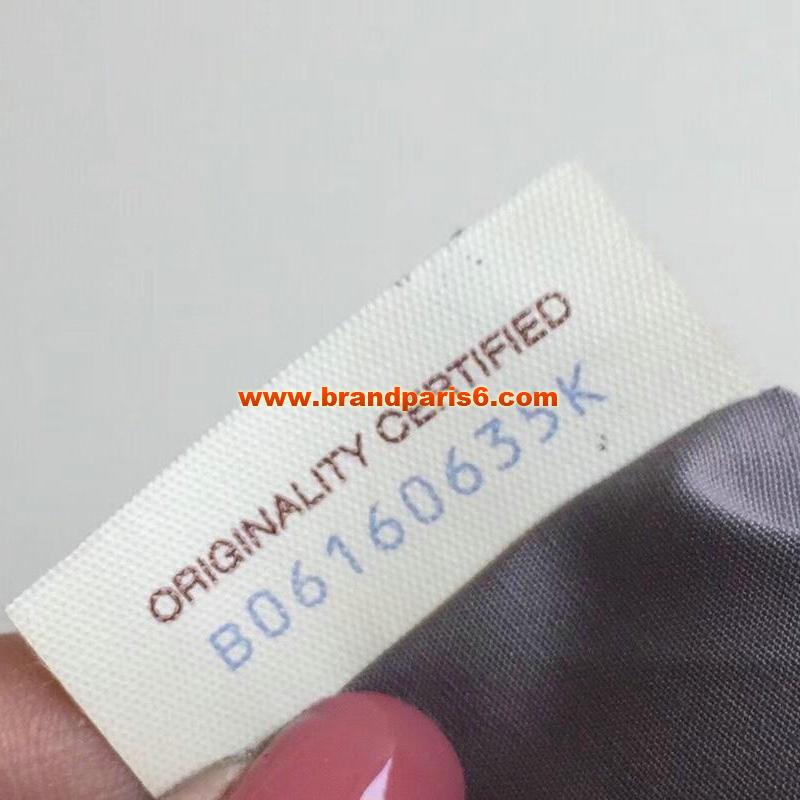 ORIGINALITY CERTIFIED
www.brandparis6.com
B06160635K